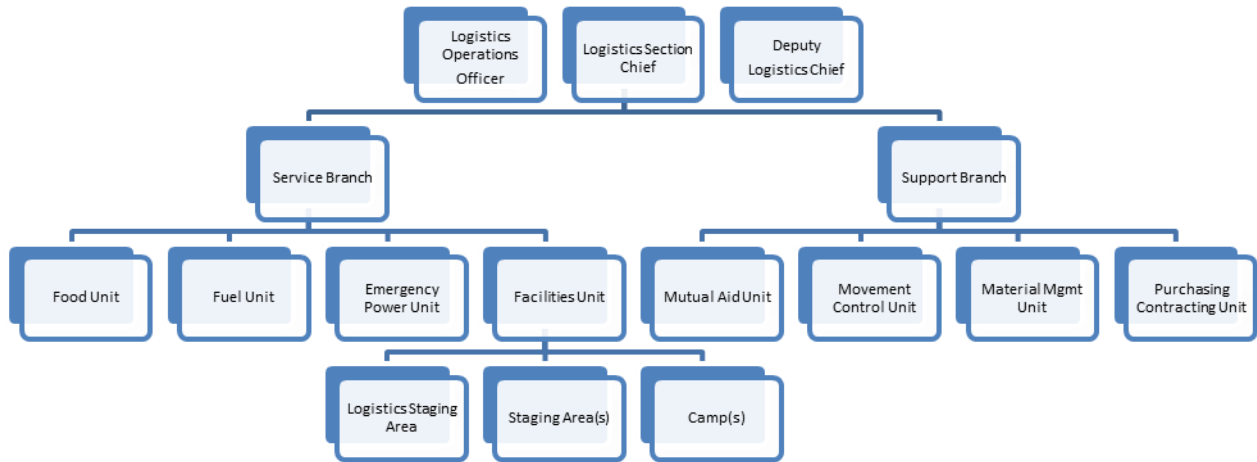 Logistics
Operations
Officer
Logistics Section
Chief
Deputy
Logistics Chief
Service Branch
Support Branch
Food Unit
Fuel Unit
Emergency
Power Unit
Facilities Unit
Mutual Aid Unit
Movement
Control Unit
Material Mgmt
Unit
Purchasing
Contracting Unit
Logistics Staging
Area
Staging Area(s)
Camp(s)